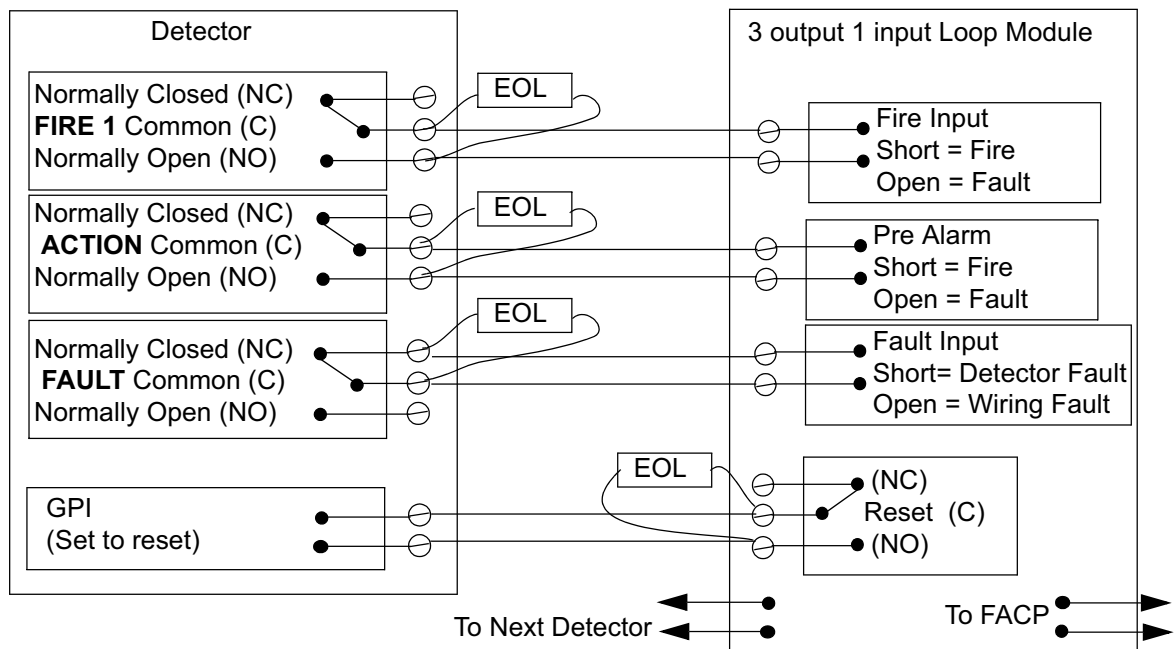 Detector
3 output 1 input Loop Module
Normally Closed (NC)
FIRE 1 Common (C)
Normally Open (NO)
EOL
Fire Input
Short = Fire
Open = Fault
Normally Closed (NC)
ACTION Common (C)
Normally Open (NO)
EOL
Pre Alarm
Short = Fire
Open = Fault
Normally Closed (NC)
FAULT Common (C)
Normally Open (NO)
EOL
Fault Input
Short= Detector Fault
Open = Wiring Fault
GPI
(Set to reset)
EOL
(NC)
Reset (C)
(NO)
To Next Detector
To FACP